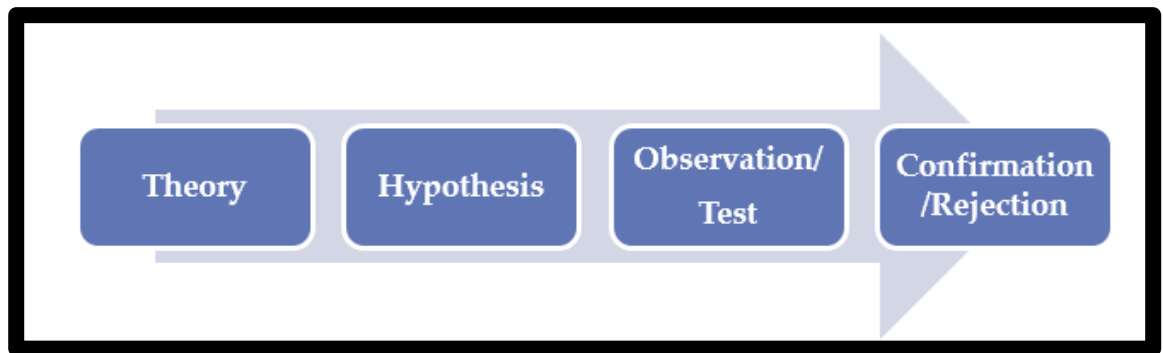 Theory
Hypothesis
Observation/
Test
Confirmation
/Rejection